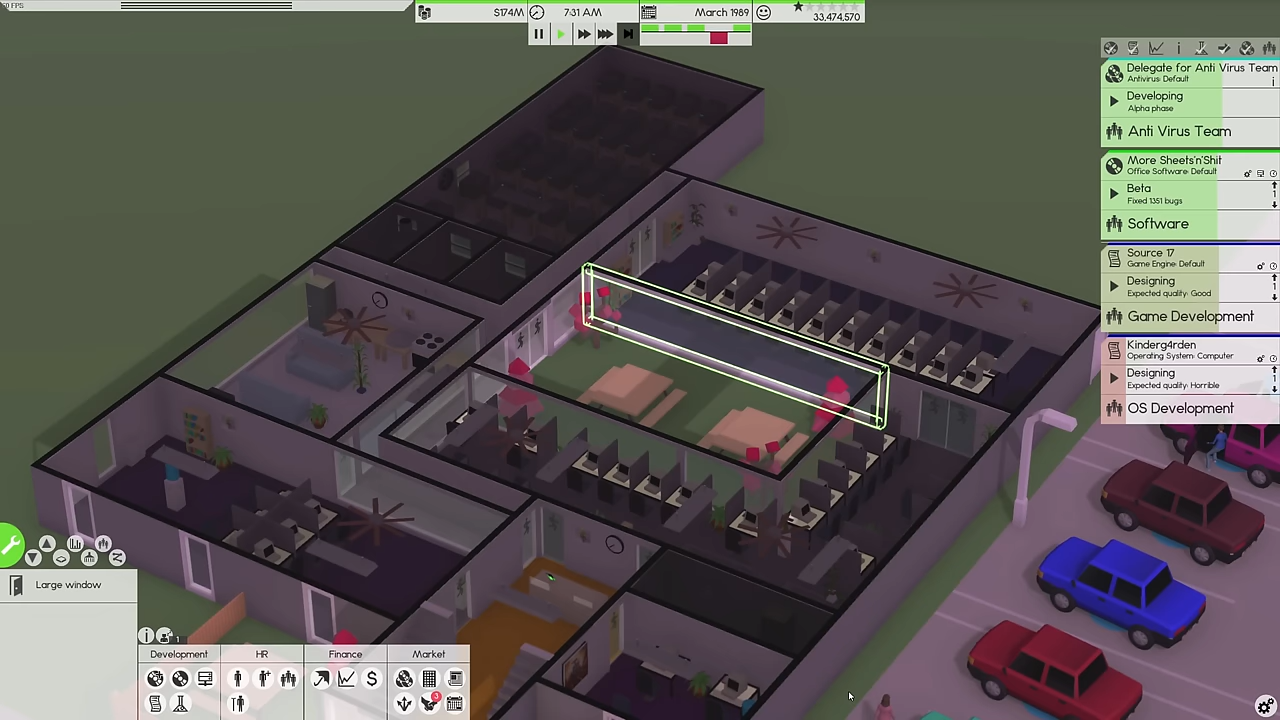 $174M
7:31 AM
March 1989
33,474,570
Delegate for Anti Virus Team
Antivirus: Default
Developing
Alpha phase
Anti Virus Team
More Sheets'n'Shit
Office Software: Default
Beta
Fixed 1351 bugs
Software
Source 17
Game Engine: Default
Designing
Expected quality: Good
Game Development
Kinderg4rden
Operating System: Computer
Designing
Expected quality: Horrible
OS Development
Large window
1
Development
HR
Finance
Market
3